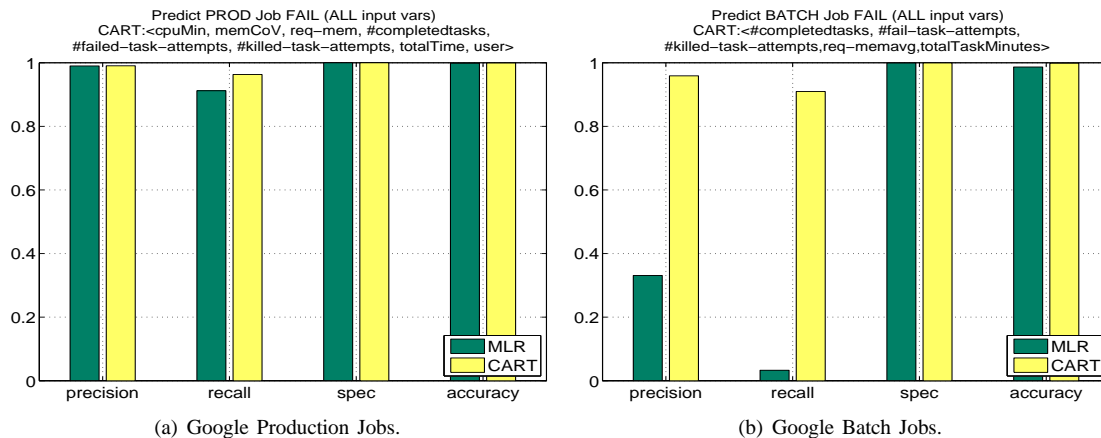 Predict PROD Job FAIL (ALL input vars)
CART:<cpuMin, memCoV, req−mem, #completedtasks,
#failed−task−attempts, #killed−task−attempts, totalTime, user>
1
0.8
0.6
0.4
0.2
0
precision
recall
spec
accuracy
MLR
CART
(a) Google Production Jobs.
Predict BATCH Job FAIL (ALL input vars)
CART:<#completedtasks, #fail−task−attempts,
#killed−task−attempts,req−memavg,totalTaskMinutes>
1
0.8
0.6
0.4
0.2
0
precision
recall
spec
accuracy
MLR
CART
(b) Google Batch Jobs.